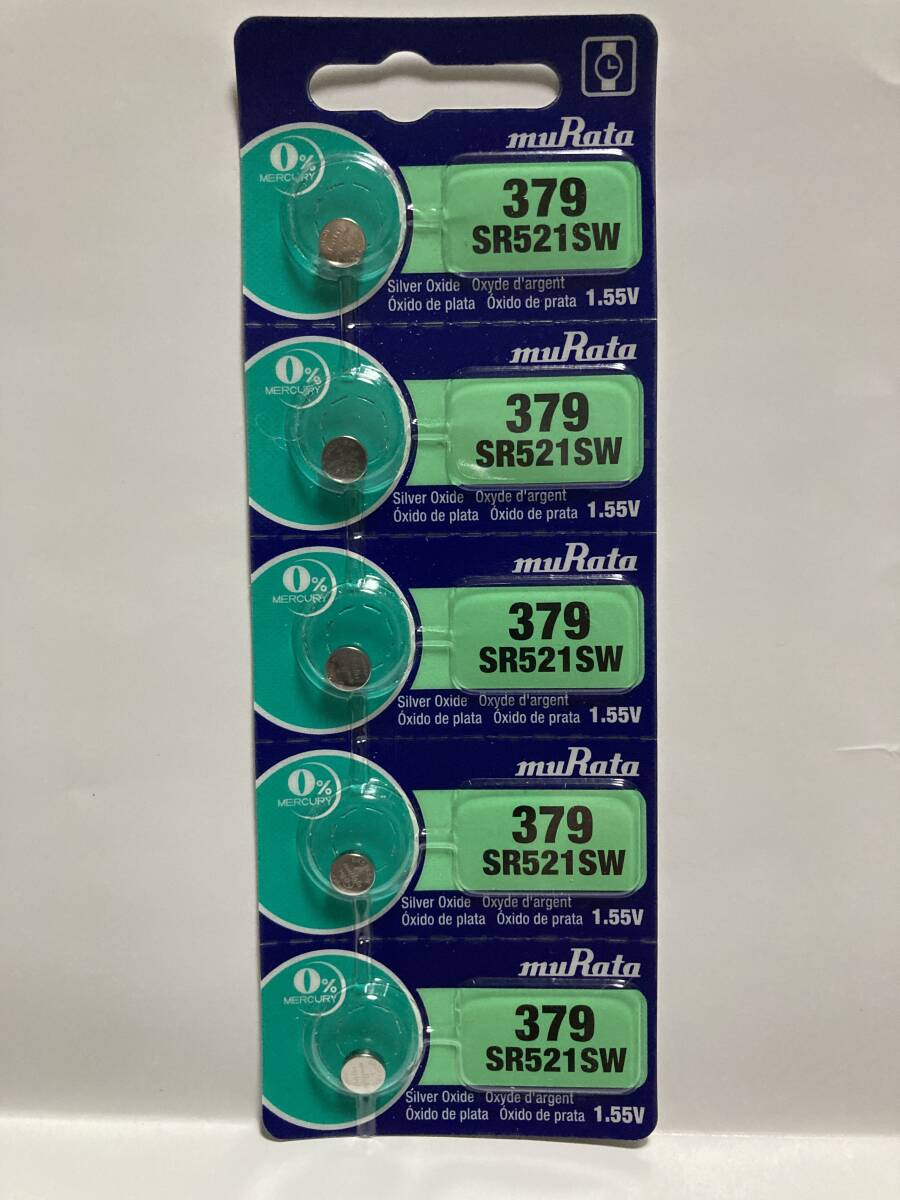 muRata
0%
MERCURY
379
SR521SW
Silver Oxide Oxyde d'argent
Óxido de plata Óxido de prata 1.55V
muRata
0%
MERCURY
379
SR521SW
Silver Oxide Oxyde d'argent
Óxido de plata Óxido de prata 1.55V
muRata
0%
MERCURY
379
SR521SW
Silver Oxide Oxyde d'argent
Óxido de plata Óxido de prata 1.55V
muRata
0%
MERCURY
379
SR521SW
Silver Oxide Oxyde d'argent
Óxido de plata Óxido de prata 1.55V
muRata
0%
MERCURY
379
SR521SW
Silver Oxide Oxyde d'argent
Óxido de plata Óxido de prata 1.55V